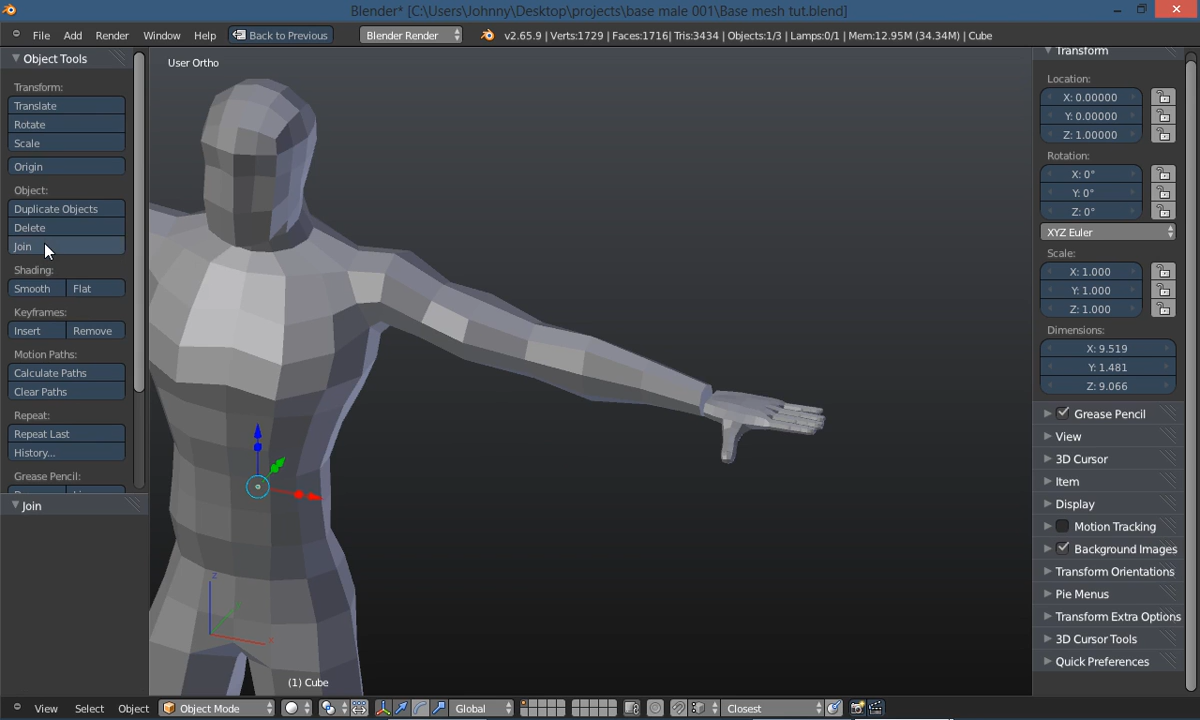 Blender* [C:\Users\Johnny\Desktop\projects\base male 001\Base mesh tut.blend]
File Add Render Window Help Back to Previous Blender Render v2.65.9 | Verts:1729 | Faces:1716| Tris:3434 | Objects:1/3 | Lamps:0/1 | Mem:12.95M (34.34M) | Cube
Object Tools
Transform:
Translate
Rotate
Scale
Origin
Object:
Duplicate Objects
Delete
Join
Shading:
Smooth Flat
Keyframes:
Insert Remove
Motion Paths:
Calculate Paths
Clear Paths
Repeat:
Repeat Last
History...
Grease Pencil:
Join
User Ortho
z
x
(1) Cube
Transform
Location:
X: 0.00000
Y: 0.00000
Z: 1.00000
Rotation:
X: 0°
Y: 0°
Z: 0°
XYZ Euler
Scale:
X: 1.000
Y: 1.000
Z: 1.000
Dimensions:
X: 9.519
Y: 1.481
Z: 9.066
Grease Pencil
View
3D Cursor
Item
Display
Motion Tracking
Background Images
Transform Orientations
Pie Menus
Transform Extra Options
3D Cursor Tools
Quick Preferences
View Select Object Object Mode Global Closest